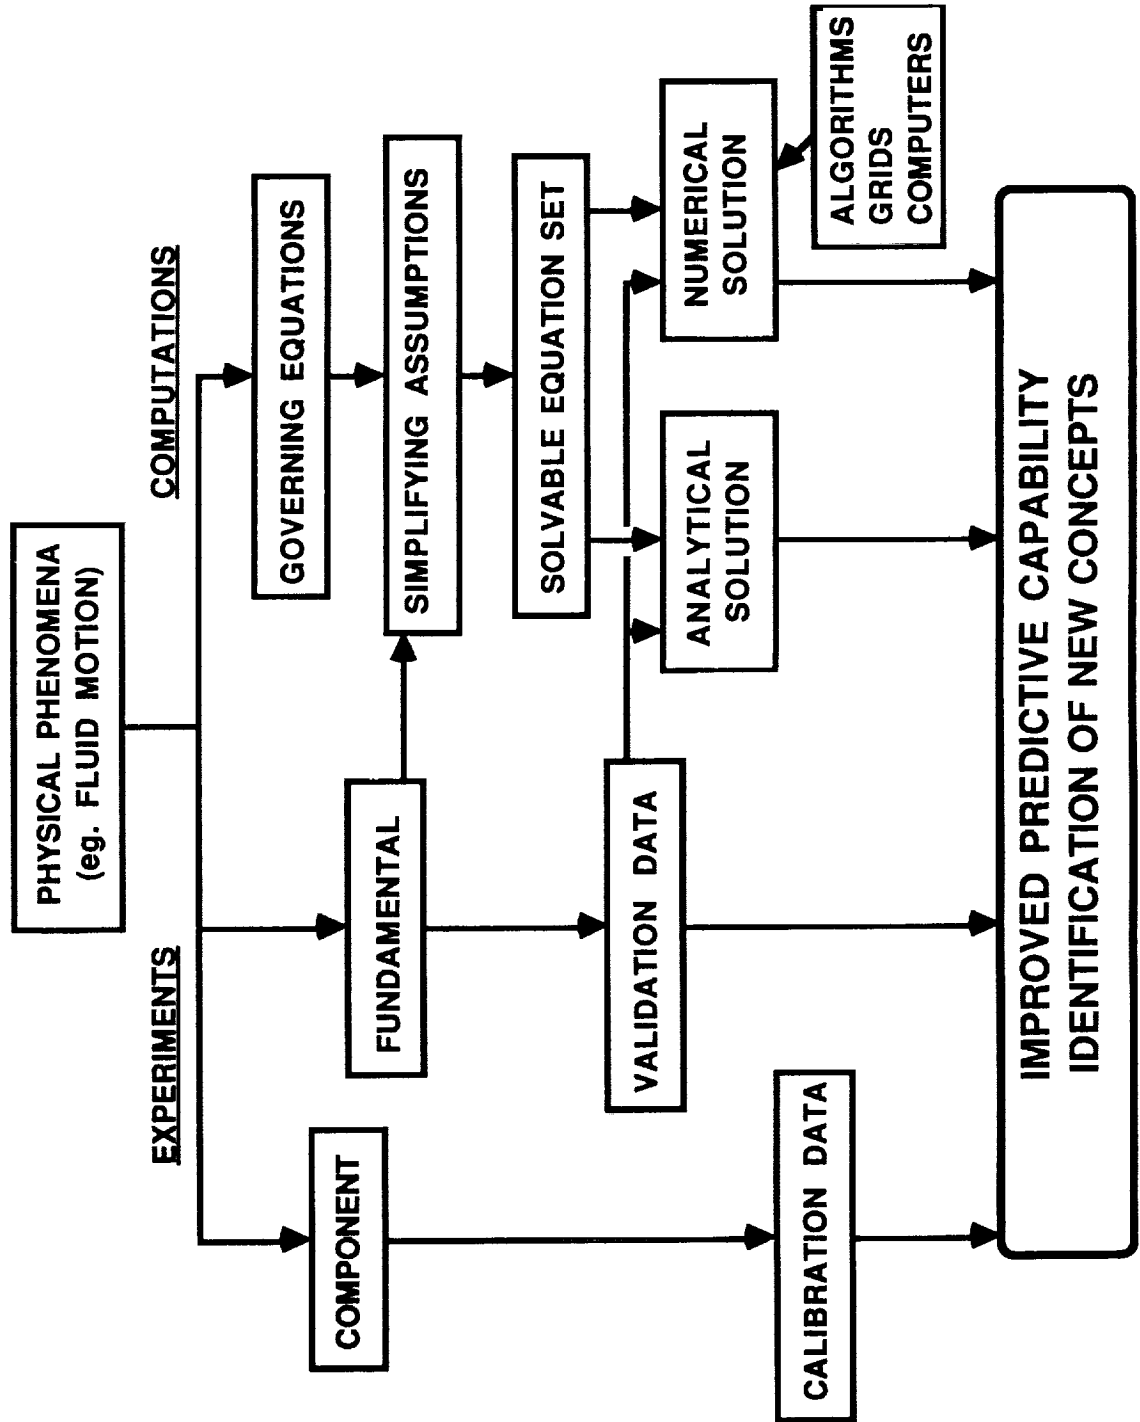 PHYSICAL PHENOMENA
(eg. FLUID MOTION)
EXPERIMENTS
COMPUTATIONS
COMPONENT
FUNDAMENTAL
GOVERNING EQUATIONS
SIMPLIFYING ASSUMPTIONS
SOLVABLE EQUATION SET
VALIDATION DATA
ANALYTICAL
SOLUTION
NUMERICAL
SOLUTION
CALIBRATION DATA
ALGORITHMS
GRIDS
COMPUTERS
IMPROVED PREDICTIVE CAPABILITY
IDENTIFICATION OF NEW CONCEPTS